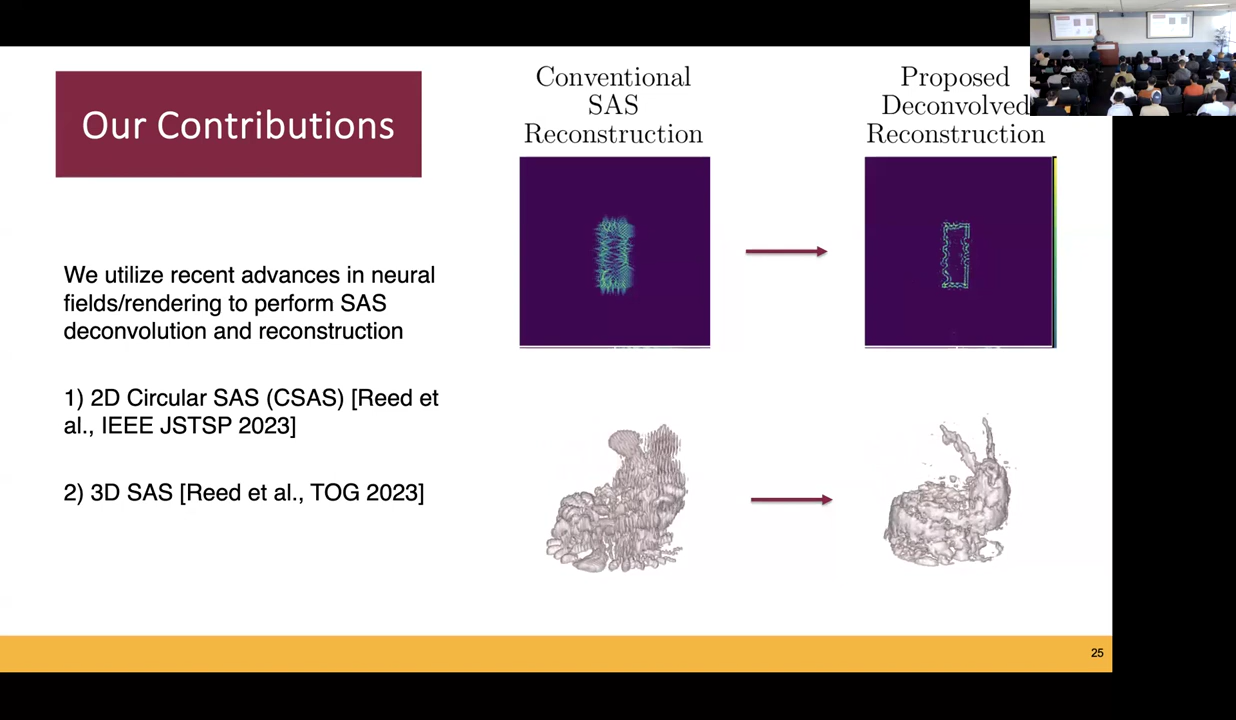 Our Contributions
We utilize recent advances in neural
fields/rendering to perform SAS
deconvolution and reconstruction
1) 2D Circular SAS (CSAS) [Reed et
al., IEEE JSTSP 2023]
2) 3D SAS [Reed et al., TOG 2023]
Conventional
SAS
Reconstruction
Proposed
Deconvolved
Reconstruction
25